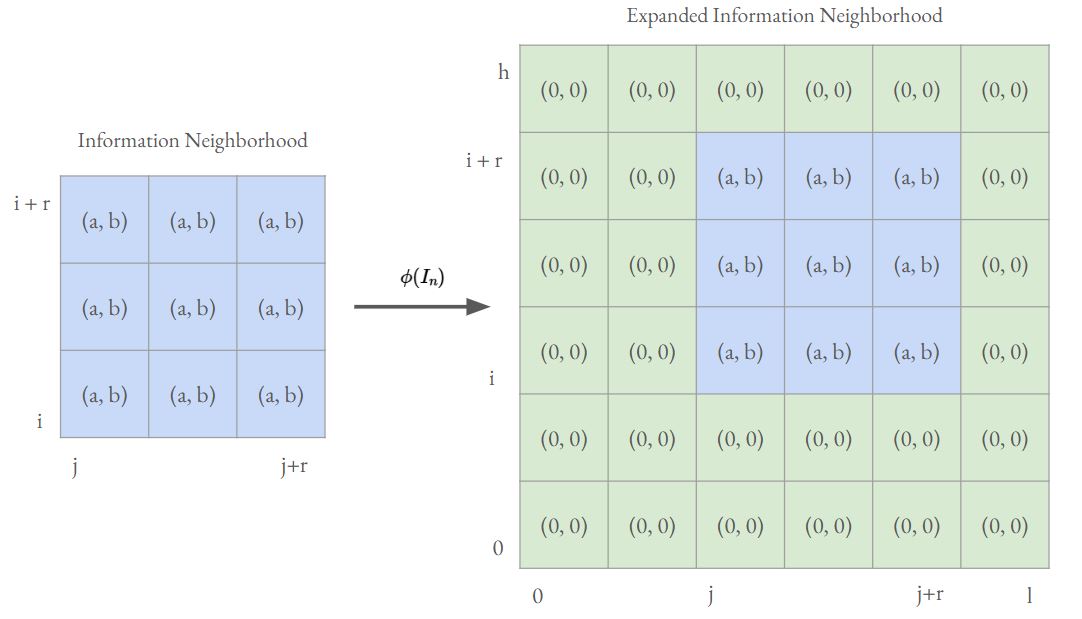 Expanded Information Neighborhood
h (0, 0) (0, 0) (0, 0) (0, 0) (0, 0) (0, 0)
i + r (0, 0) (0, 0) (a, b) (a, b) (a, b) (0, 0)
(0, 0) (0, 0) (a, b) (a, b) (a, b) (0, 0)
i (0, 0) (0, 0) (a, b) (a, b) (a, b) (0, 0)
(0, 0) (0, 0) (0, 0) (0, 0) (0, 0) (0, 0)
0 (0, 0) (0, 0) (0, 0) (0, 0) (0, 0) (0, 0)
0 j j+r l
Information Neighborhood
i + r (a, b) (a, b) (a, b)
(a, b) (a, b) (a, b)
i (a, b) (a, b) (a, b)
j j+r
ϕ(Iₙ)